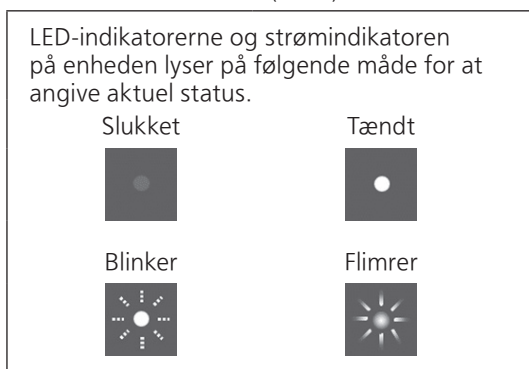 LED-indikatorerne og strømindikatoren
på enheden lyser på følgende måde for at
angive aktuel status.
Slukket Tændt
Blinker Flimrer